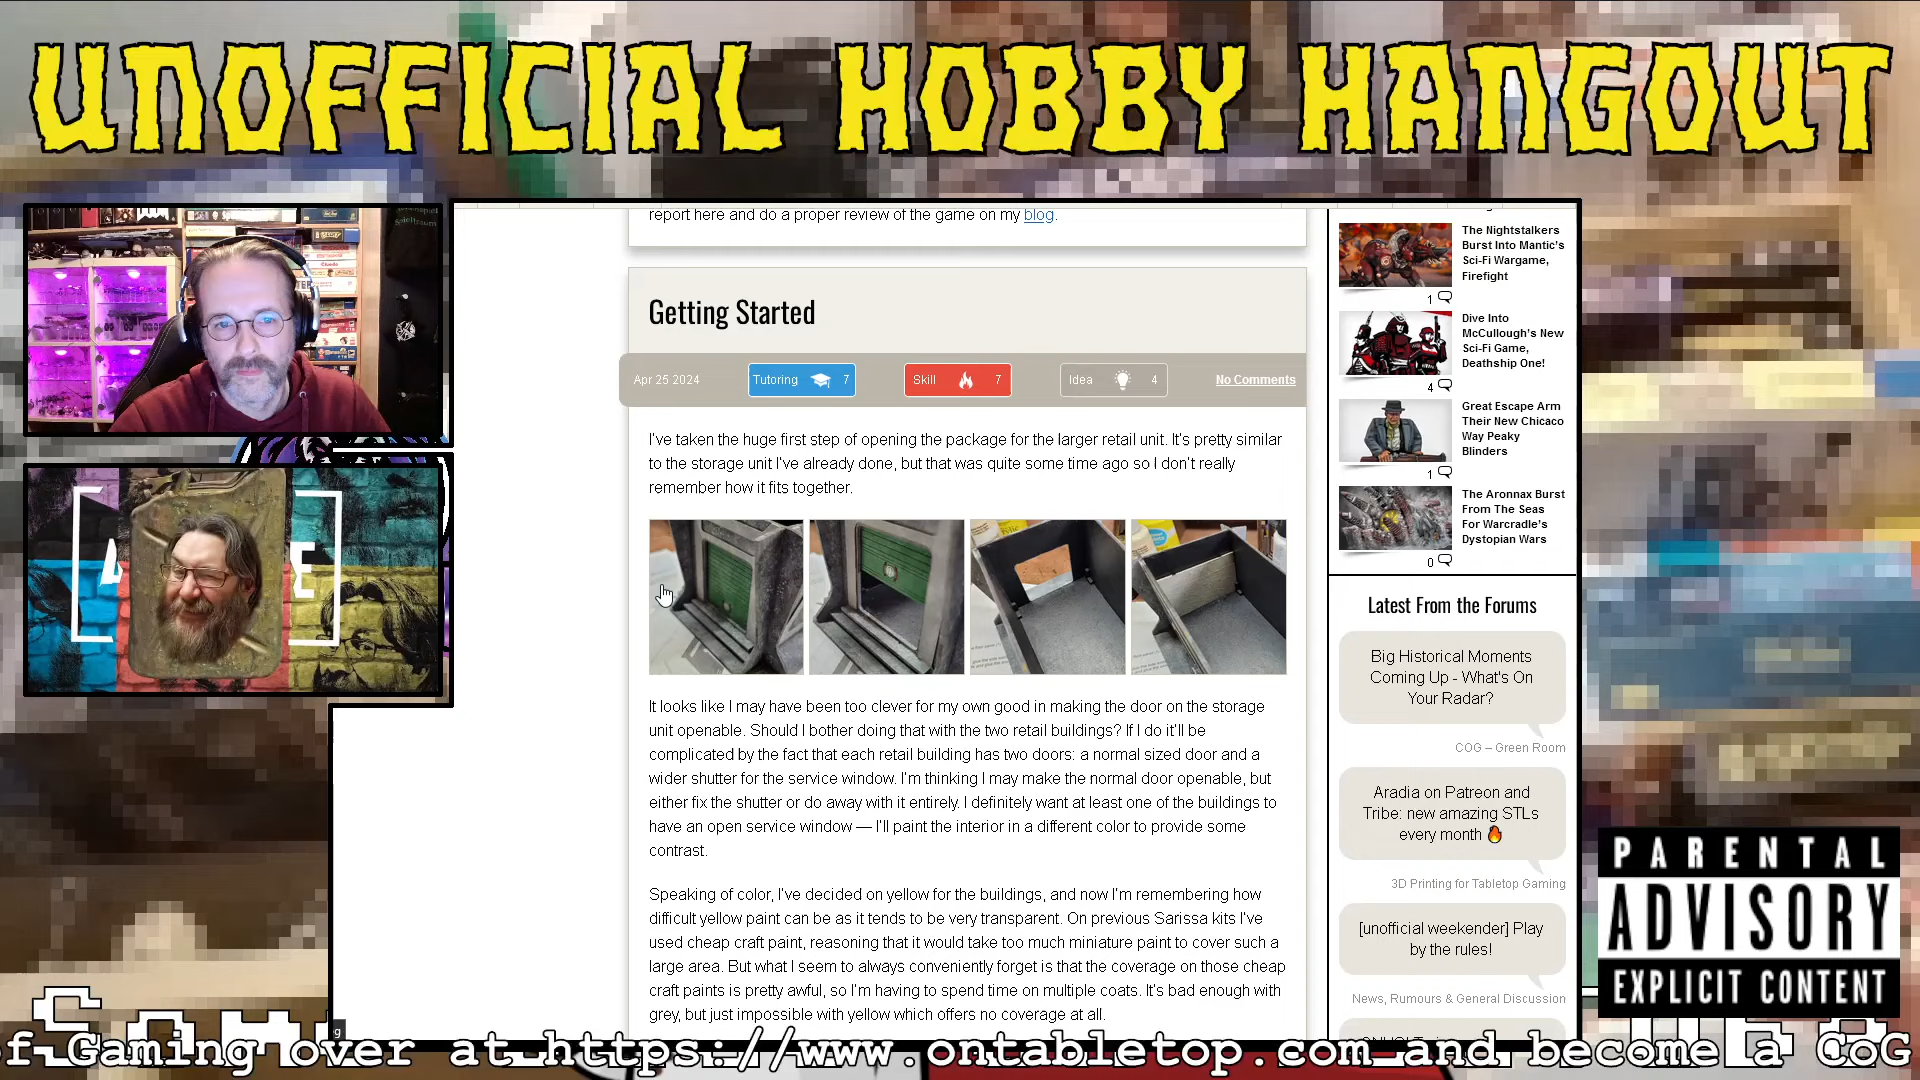 UNOFFICIAL HOBBY HANGOUT
report here and do a proper review of the game on my blog.
Getting Started
Apr 25 2024
Tutoring 7
Skill 7
Idea 4
No Comments
I've taken the huge first step of opening the package for the larger retail unit. It's pretty similar
to the storage unit I've already done, but that was quite some time ago so I don't really
remember how it fits together.
It looks like I may have been too clever for my own good in making the door on the storage
unit openable. Should I bother doing that with the two retail buildings? If I do it'll be
complicated by the fact that each retail building has two doors: a normal sized door and a
wider shutter for the service window. I'm thinking I may make the normal door openable, but
either fix the shutter or do away with it entirely. I definitely want at least one of the buildings to
have an open service window — I'll paint the interior in a different color to provide some
contrast.
Speaking of color, I've decided on yellow for the buildings, and now I'm remembering how
difficult yellow paint can be as it tends to be very transparent. On previous Sarissa kits I've
used cheap craft paint, reasoning that it would take too much miniature paint to cover such a
large area. But what I seem to always conveniently forget is that the coverage on those cheap
craft paints is pretty awful, so I'm having to spend time on multiple coats. It's bad enough with
grey, but just impossible with yellow which offers no coverage at all.
The Nightstalkers
Burst Into Mantic's
Sci-Fi Wargame,
Firefight
1
Dive Into
McCullough's New
Sci-Fi Game,
Deathship One!
4
Great Escape Arm
Their New Chicaco
Way Peaky
Blinders
1
The Aronnax Burst
From The Seas
For Warcradle's
Dystopian Wars
0
Latest From the Forums
Big Historical Moments
Coming Up - What's On
Your Radar?
COG – Green Room
Aradia on Patreon and
Tribe: new amazing STLs
every month 🔥
3D Printing for Tabletop Gaming
[unofficial weekender] Play
by the rules!
News, Rumours & General Discussion
PARENTAL
ADVISORY
EXPLICIT CONTENT
of Gaming over at https://www.ontabletop.com and become a CoG